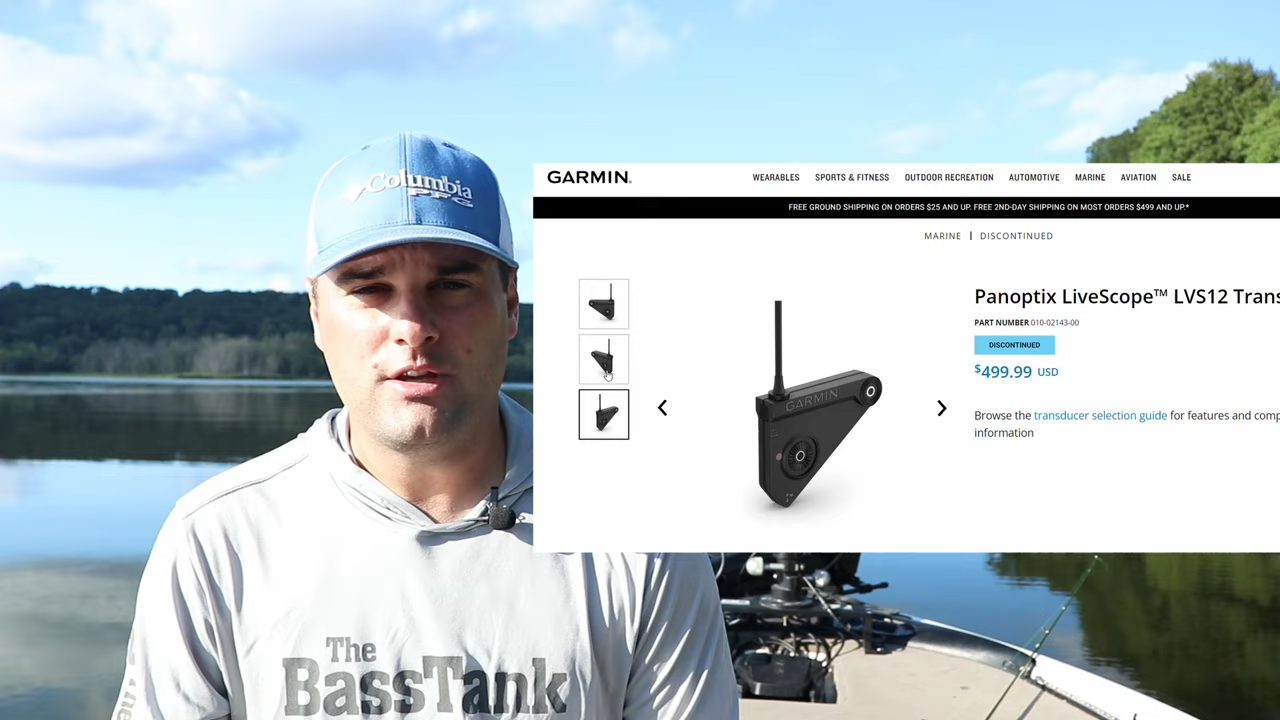 Columbia
PFG
The
BassTank
GARMIN
WEARABLES SPORTS & FITNESS OUTDOOR RECREATION AUTOMOTIVE MARINE AVIATION SALE
FREE GROUND SHIPPING ON ORDERS $25 AND UP. FREE 2ND-DAY SHIPPING ON MOST ORDERS $499 AND UP.*
MARINE | DISCONTINUED
GARMIN
Panoptix LiveScope™ LVS12 Trans
PART NUMBER 010-02143-00
DISCONTINUED
$499.99 USD
Browse the transducer selection guide for features and comp
information